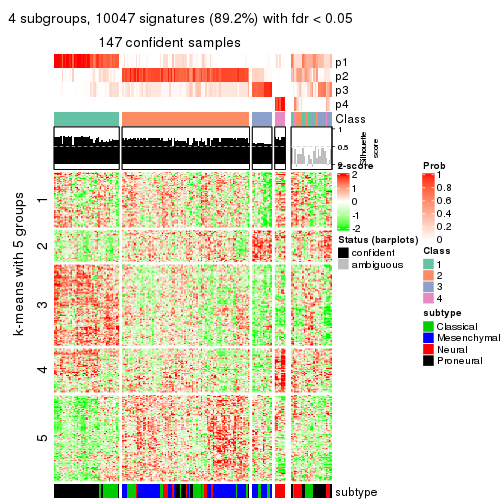 4 subgroups, 10047 signatures (89.2%) with fdr < 0.05
147 confident samples
p1
p2
p3
p4
Class
1
0.5
0
Silhouette
score
k-means with 5 groups
1
2
3
4
5
z-score
2
1
0
-1
-2
Status (barplots)
confident
ambiguous
Prob
1
0.8
0.6
0.4
0.2
0
Class
1
2
3
4
subtype
Classical
Mesenchymal
Neural
Proneural
subtype